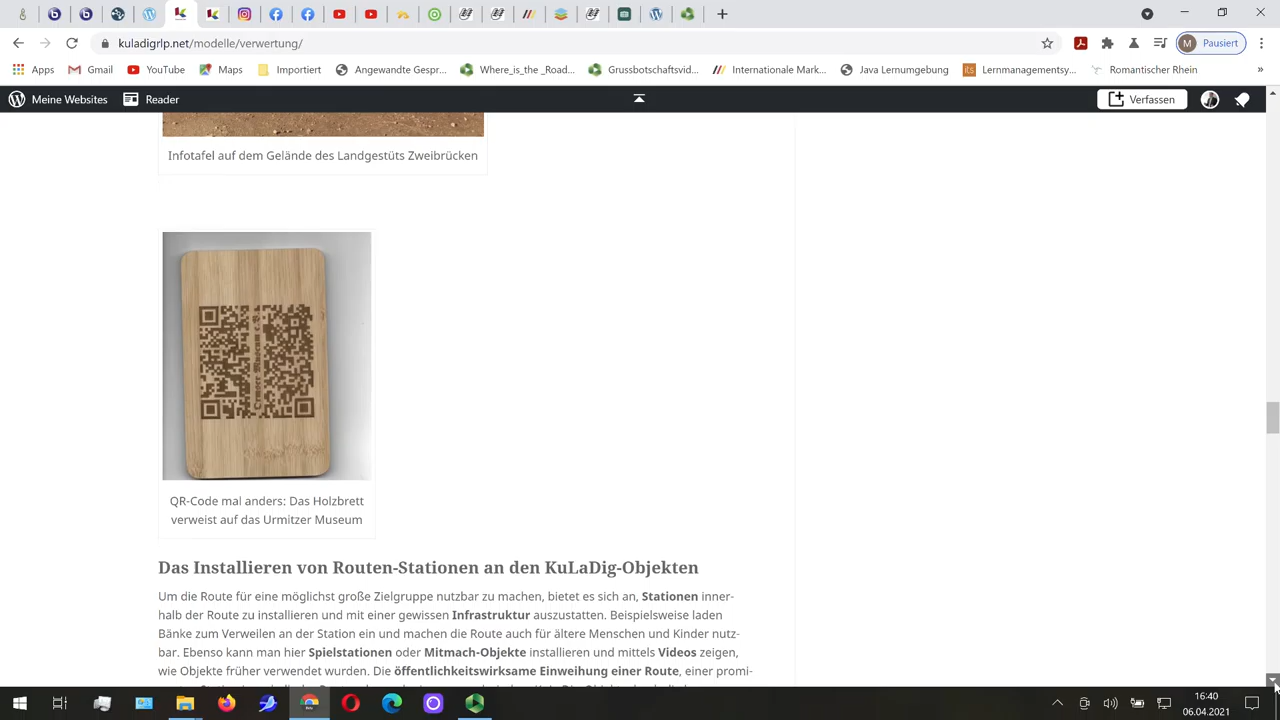 kuladigrlp.net/modelle/verwertung/
M Pausiert
Apps Gmail YouTube Maps Importiert Angewandte Gespr... Where_is_the _Road... Grussbotschaftsvid... Internationale Mark... Java Lernumgebung its Lernmanagementsy... Romantischer Rhein »
Meine Websites Reader Verfassen
Infotafel auf dem Gelände des Landgestüts Zweibrücken
QR-Code mal anders: Das Holzbrett
verweist auf das Urmitzer Museum
Das Installieren von Routen-Stationen an den KuLaDig-Objekten
Um die Route für eine möglichst große Zielgruppe nutzbar zu machen, bietet es sich an, Stationen inner-
halb der Route zu installieren und mit einer gewissen Infrastruktur auszustatten. Beispielsweise laden
Bänke zum Verweilen an der Station ein und machen die Route auch für ältere Menschen und Kinder nutz-
bar. Ebenso kann man hier Spielstationen oder Mitmach-Objekte installieren und mittels Videos zeigen,
wie Objekte früher verwendet wurden. Die öffentlichkeitswirksame Einweihung einer Route, einer promi-
16:40
06.04.2021